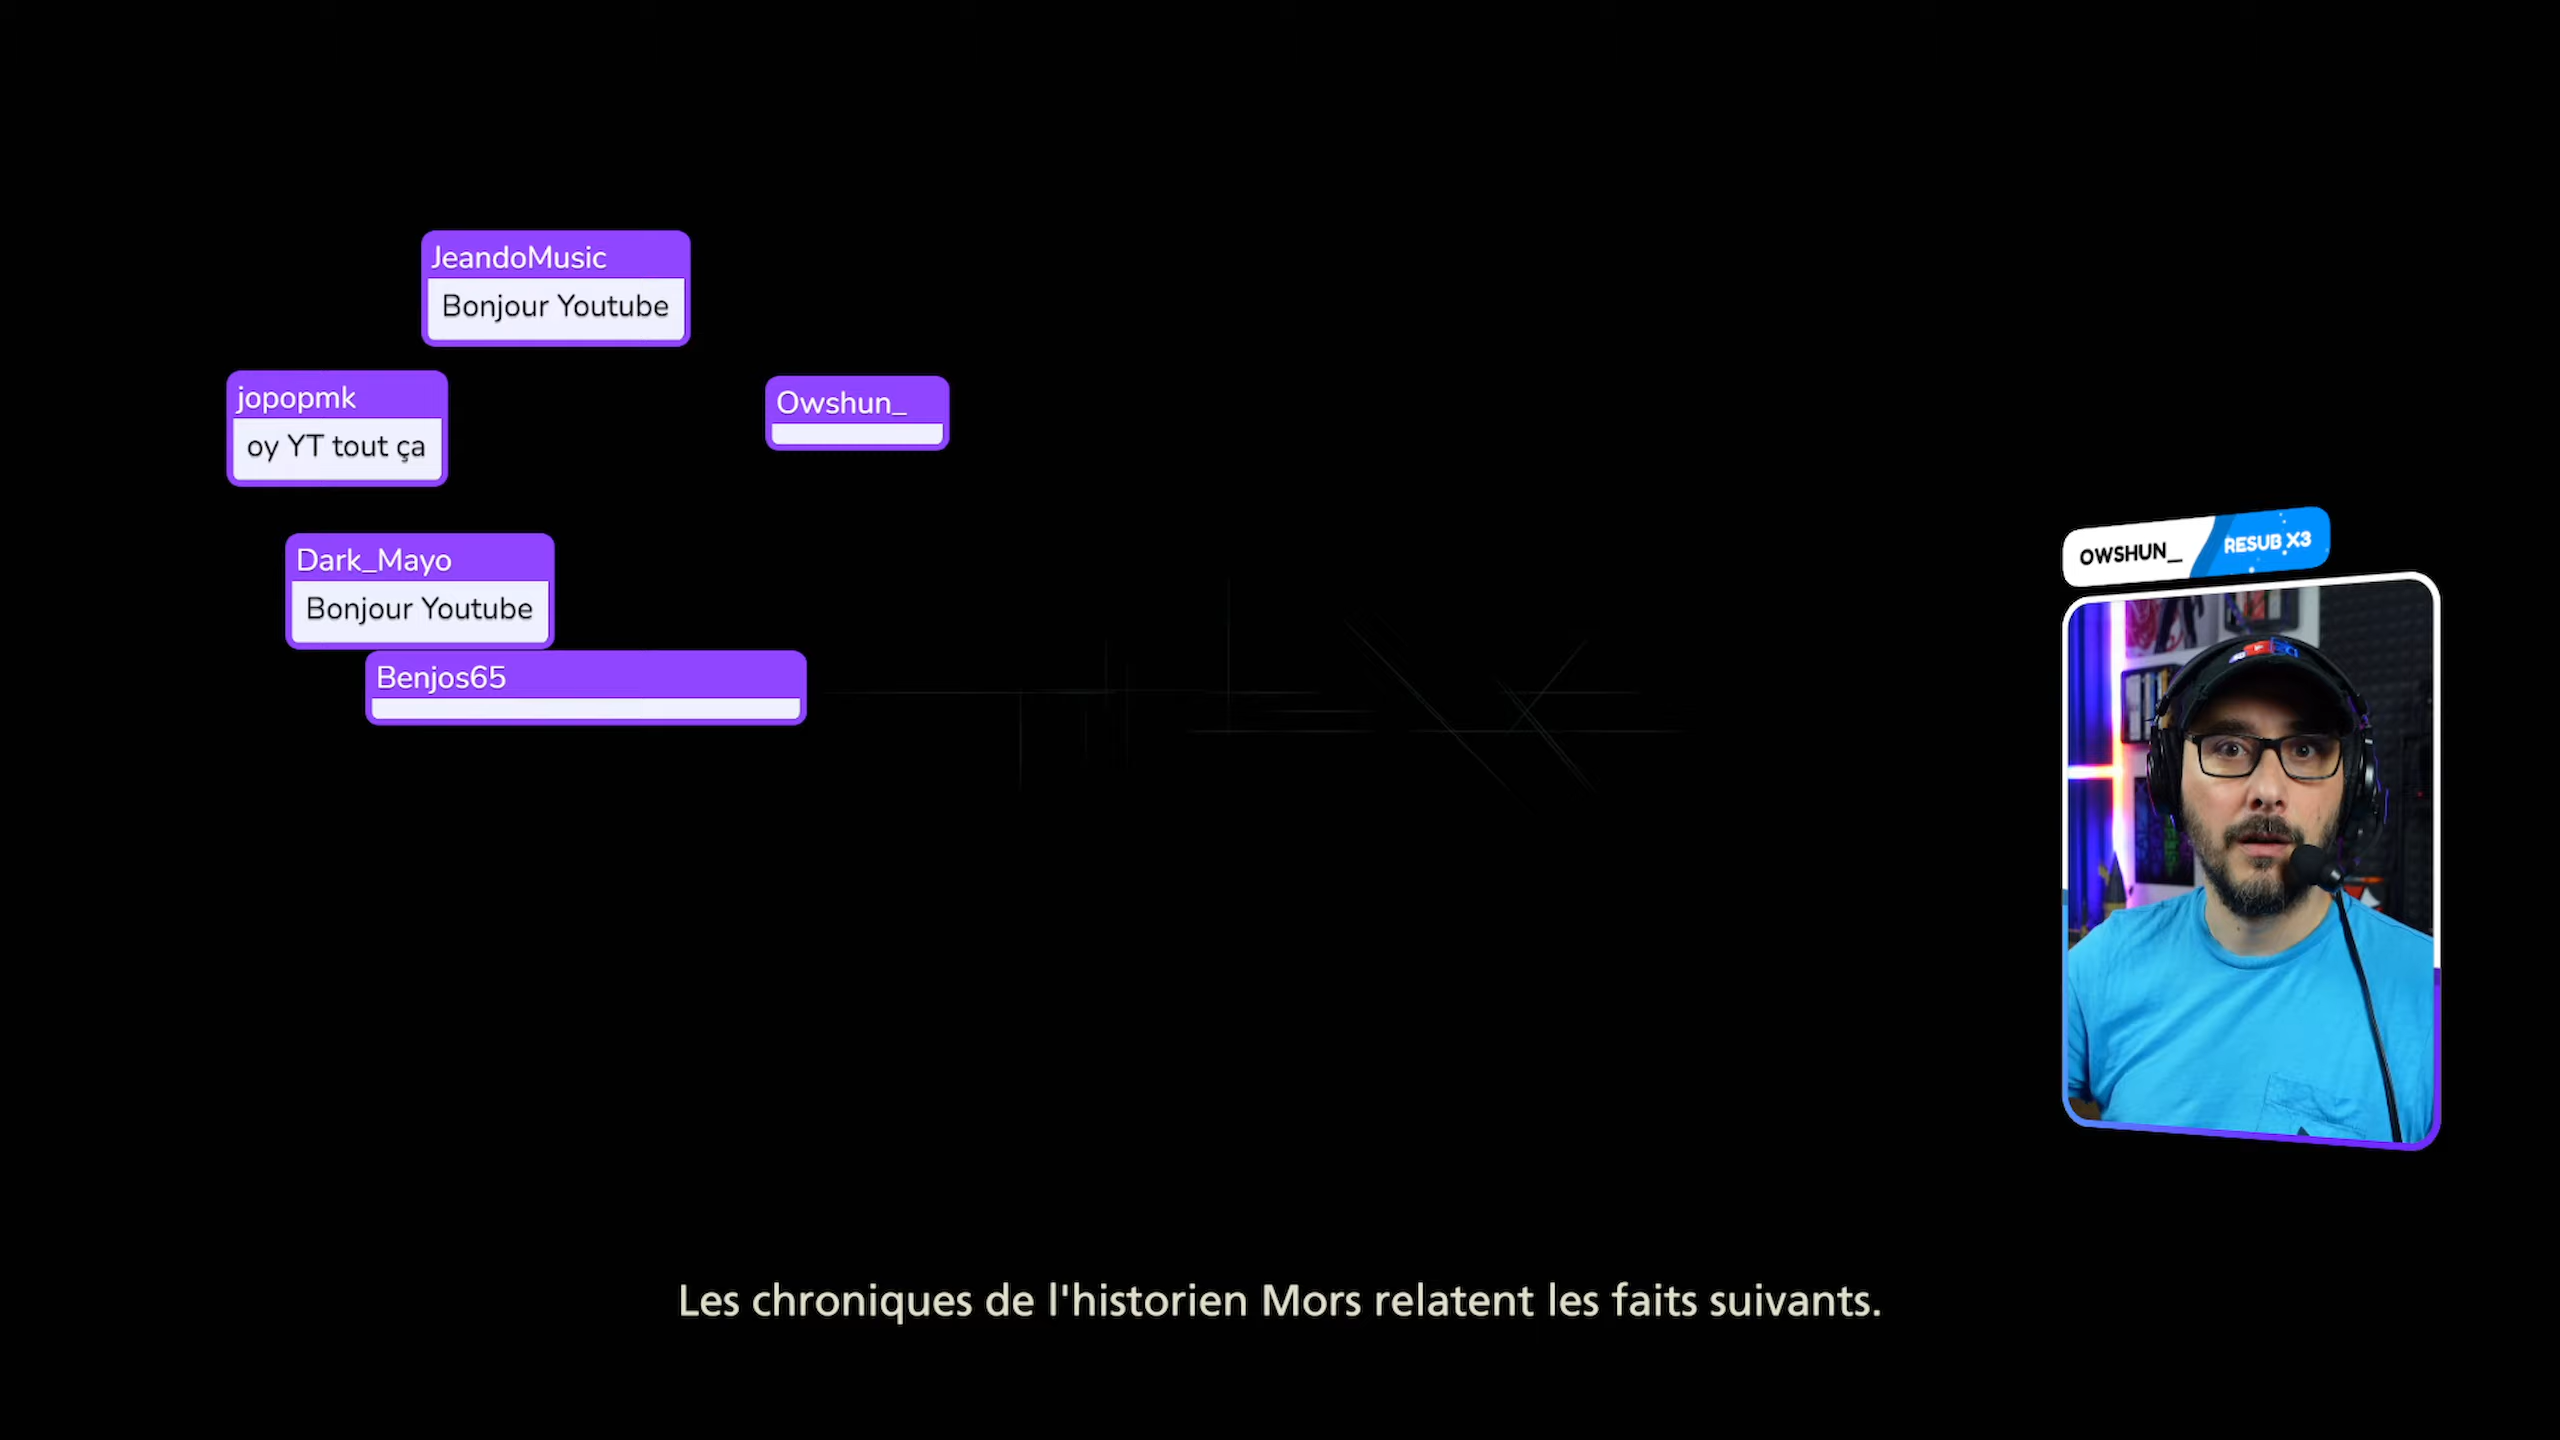 JeandoMusic
Bonjour Youtube
jopopmk
oy YT tout ça
Owshun_
Dark_Mayo
Bonjour Youtube
Benjos65
OWSHUN_ RESUB X3
Les chroniques de l'historien Mors relatent les faits suivants.